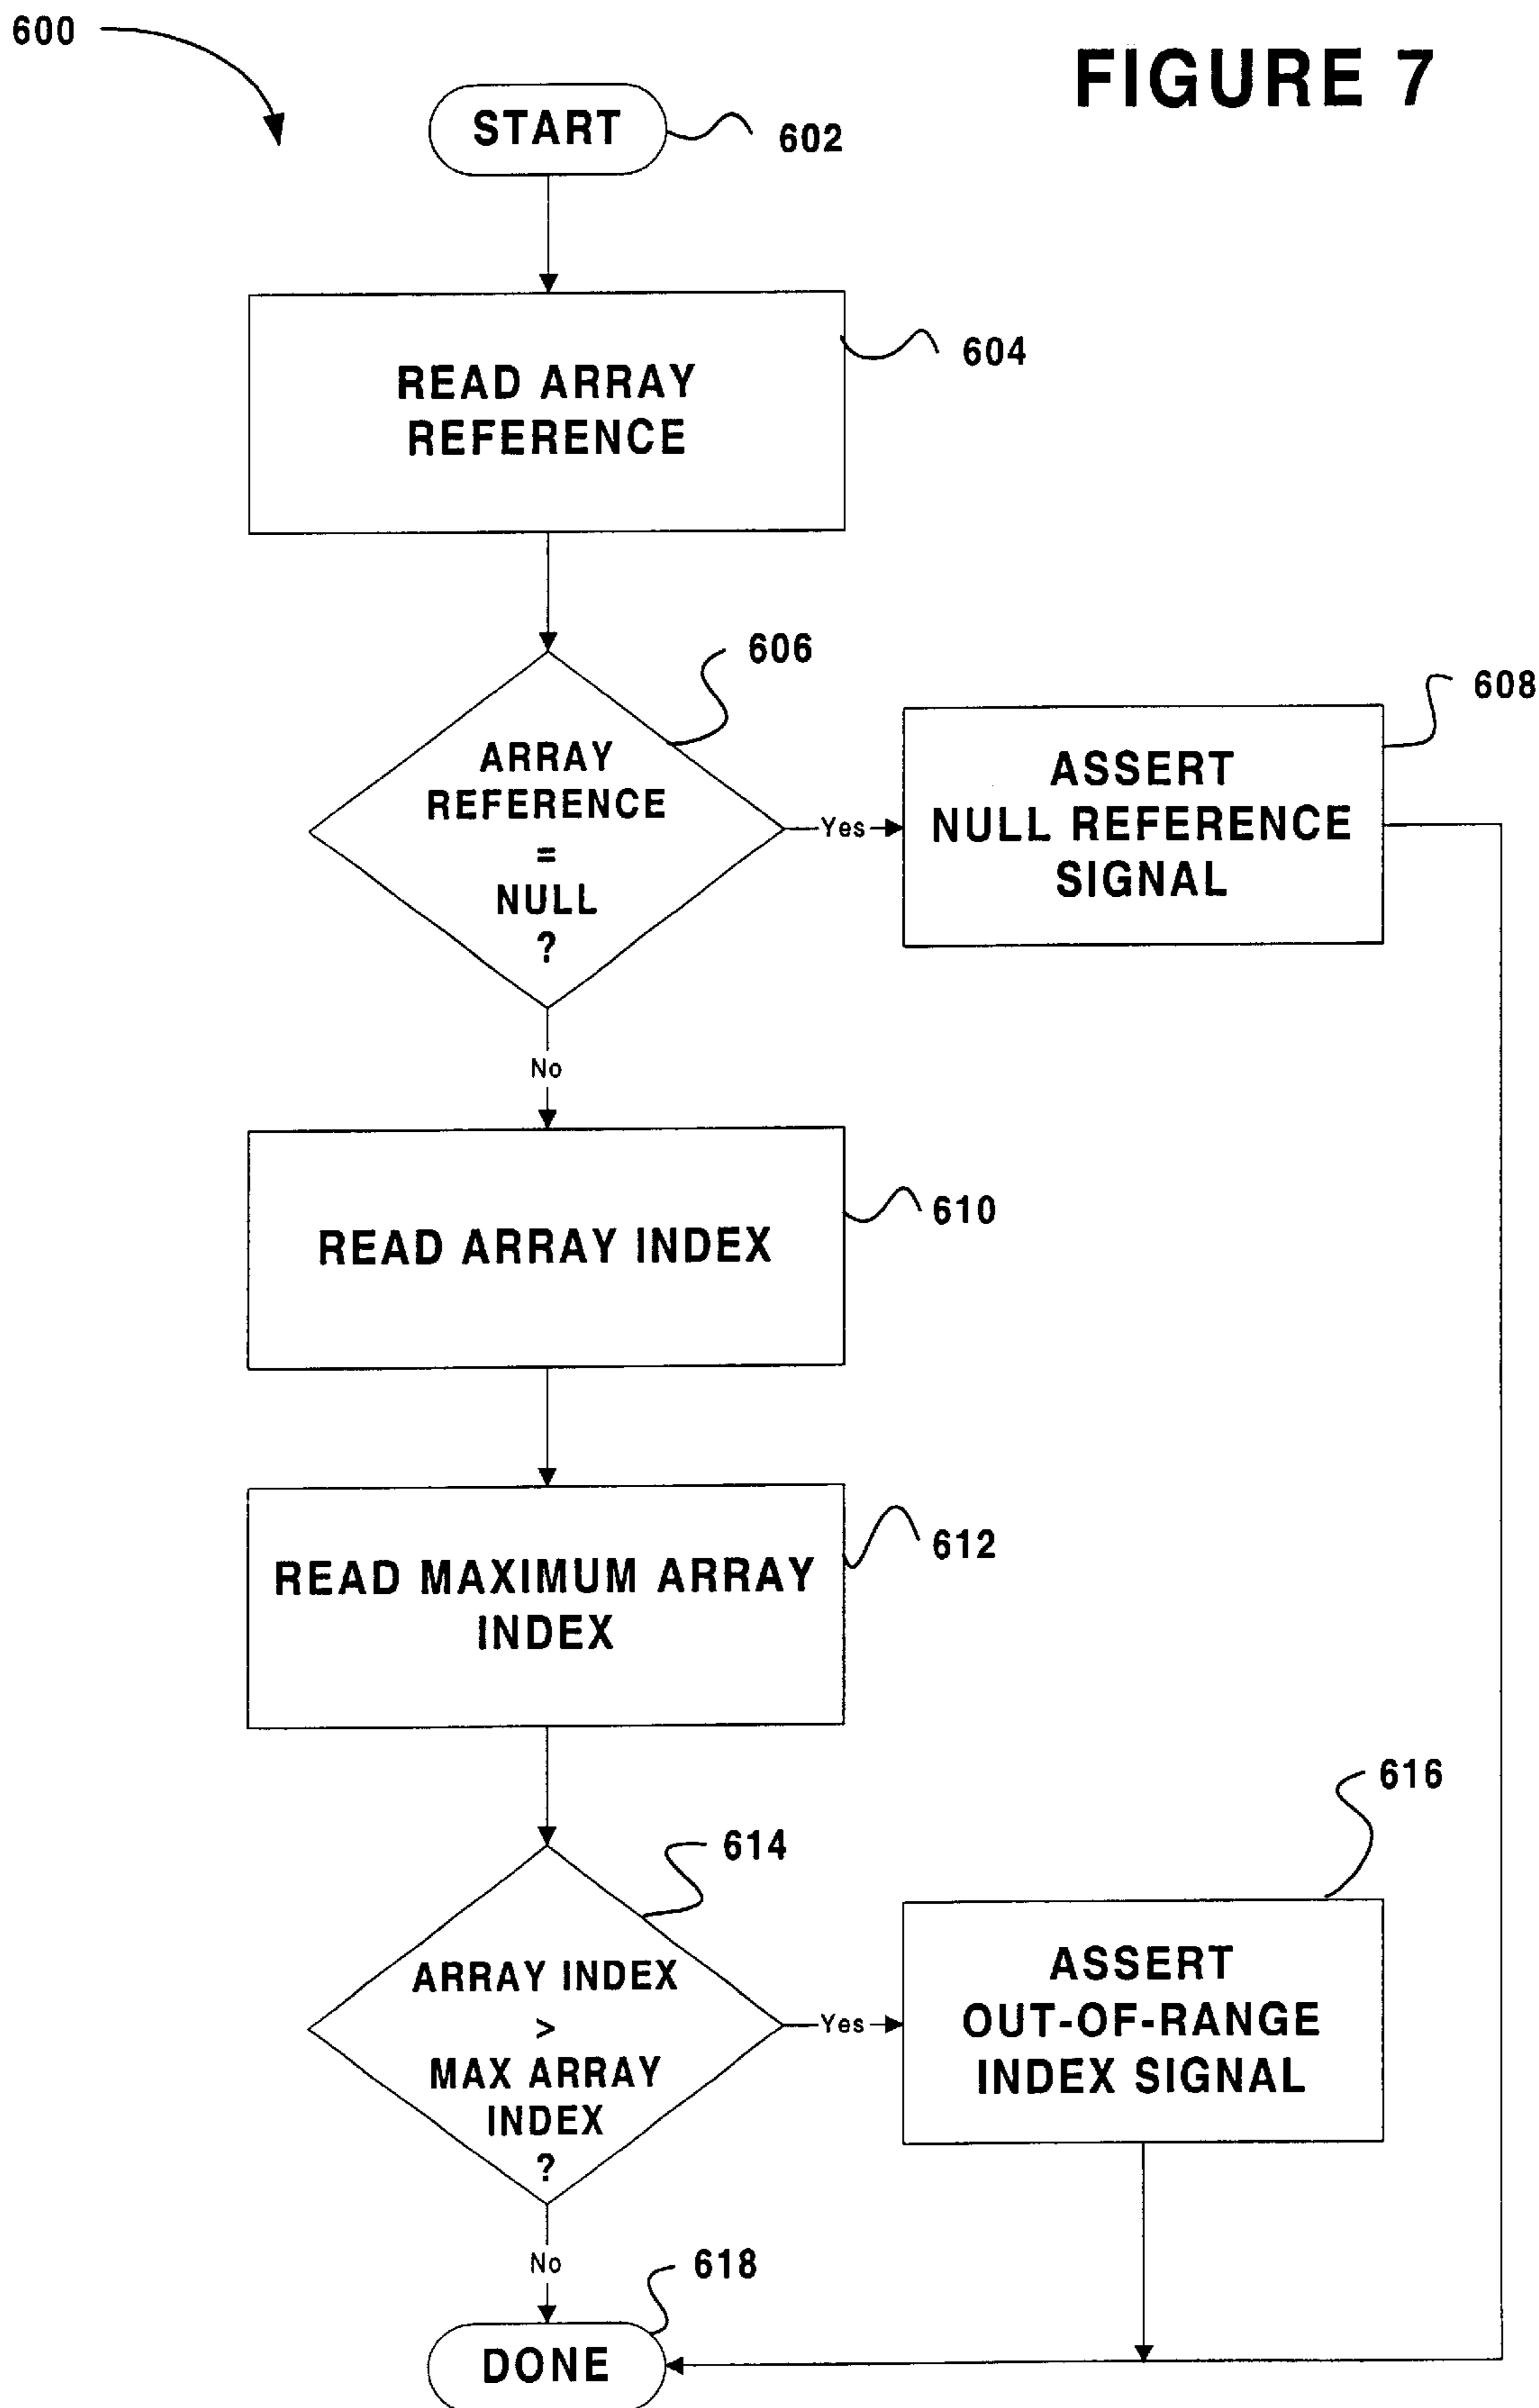 600
FIGURE 7
START
602
READ ARRAY
REFERENCE
604
606
ARRAY
REFERENCE
=
NULL
?
Yes
608
ASSERT
NULL REFERENCE
SIGNAL
No
READ ARRAY INDEX
610
READ MAXIMUM ARRAY
INDEX
612
614
ARRAY INDEX
>
MAX ARRAY
INDEX
?
Yes
616
ASSERT
OUT-OF-RANGE
INDEX SIGNAL
No
618
DONE